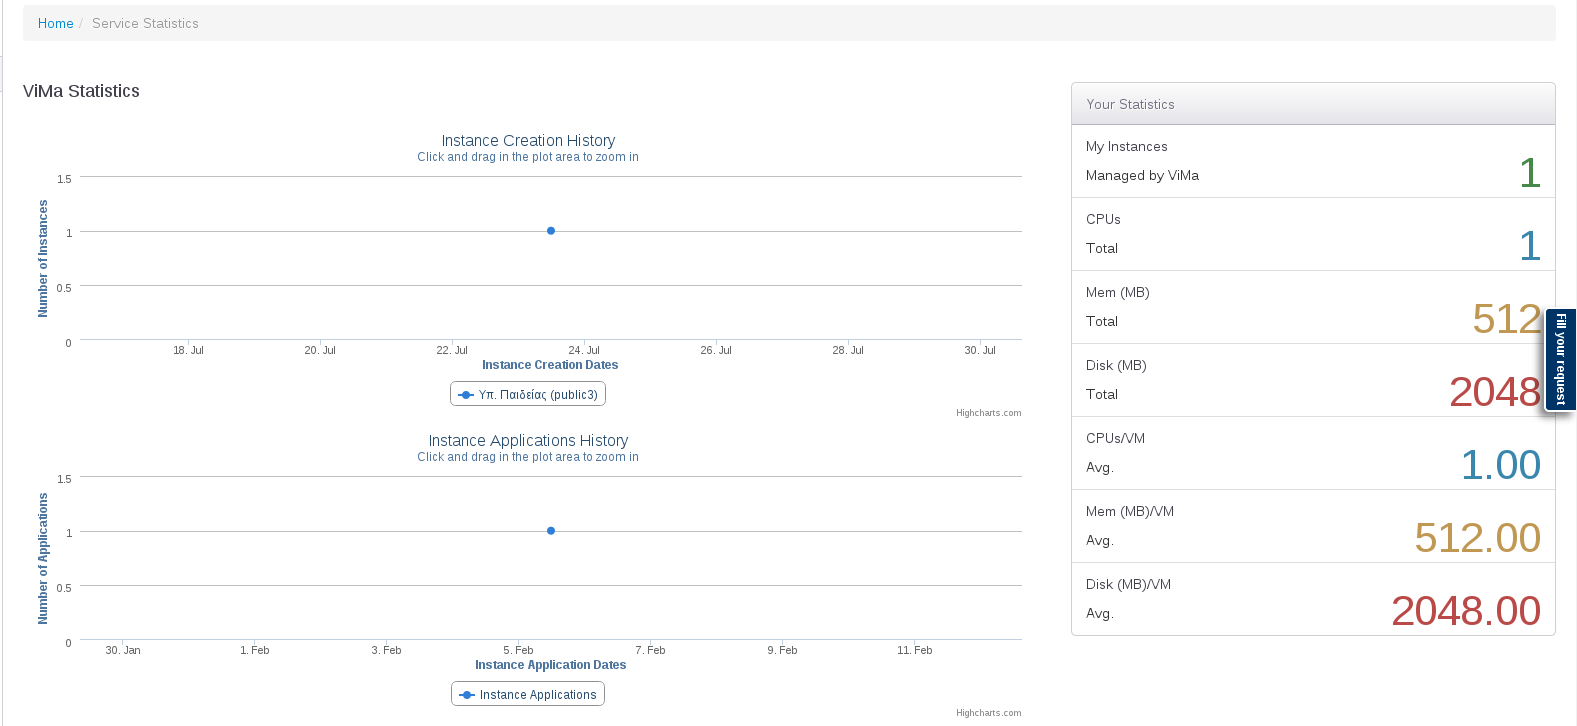 Home / Service Statistics
ViMa Statistics
Instance Creation History
Click and drag in the plot area to zoom in
Number of Instances
1.5
1
0.5
0
18. Jul 20. Jul 22. Jul 24. Jul 26. Jul 28. Jul 30. Jul
Instance Creation Dates
Υπ. Παιδείας (public3)
Highcharts.com
Instance Applications History
Click and drag in the plot area to zoom in
Number of Applications
1.5
1
0.5
0
30. Jan 1. Feb 3. Feb 5. Feb 7. Feb 9. Feb 11. Feb
Instance Application Dates
Instance Applications
Highcharts.com
Your Statistics
My Instances
Managed by ViMa 1
CPUs
Total 1
Mem (MB)
Total 512
Disk (MB)
Total 2048
CPUs/VM
Avg. 1.00
Mem (MB)/VM
Avg. 512.00
Disk (MB)/VM
Avg. 2048.00
Fill your request